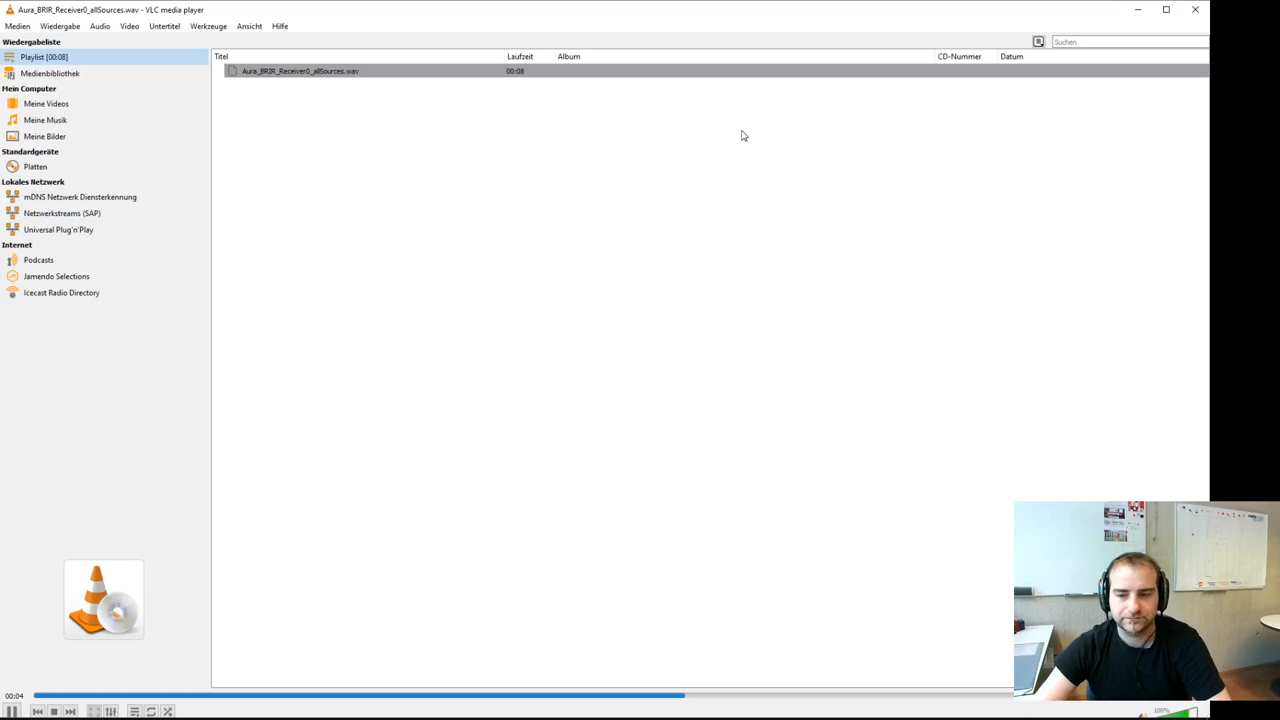 Aura_BRIR_Receiver0_allSources.wav - VLC media player
Medien Wiedergabe Audio Video Untertitel Werkzeuge Ansicht Hilfe
Wiedergabeliste
Suchen
Playlist [00:08]
Titel Laufzeit Album CD-Nummer Datum
Aura_BRIR_Receiver0_allSources.wav 00:08
Medienbibliothek
Mein Computer
Meine Videos
Meine Musik
Meine Bilder
Standardgeräte
Platten
Lokales Netzwerk
mDNS Netzwerk Diensterkennung
Netzwerkstreams (SAP)
Universal Plug'n'Play
Internet
Podcasts
Jamendo Selections
Icecast Radio Directory
00:04
100%